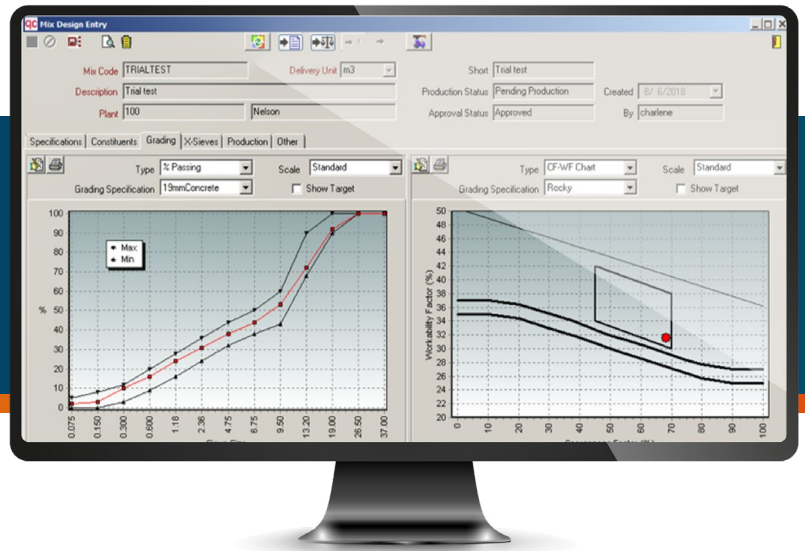 QC Mix Design Entry
Mix Code TRIALTEST Delivery Unit m3 Short Trial test
Description Trial test Production Status Pending Production Created 8/ 6/2018
Plant 100 Nelson Approval Status Approved By charlene
Specifications Constituents Grading X-Sieves Production Other
Type % Passing Scale Standard
Grading Specification 19mmConcrete Show Target
100
90
80
70
60
50
40
30
20
10
0
%
Max
Min
0.075 0.150 0.300 0.600 1.18 2.36 4.75 6.75 9.50 13.20 19.00 26.50 37.00
Type CF-WF Chart Scale Standard
Grading Specification Rocky Show Target
50
48
46
44
42
40
38
36
34
32
30
28
26
24
22
20
Workability Factor (%)
0 10 20 30 40 50 60 70 80 90 100